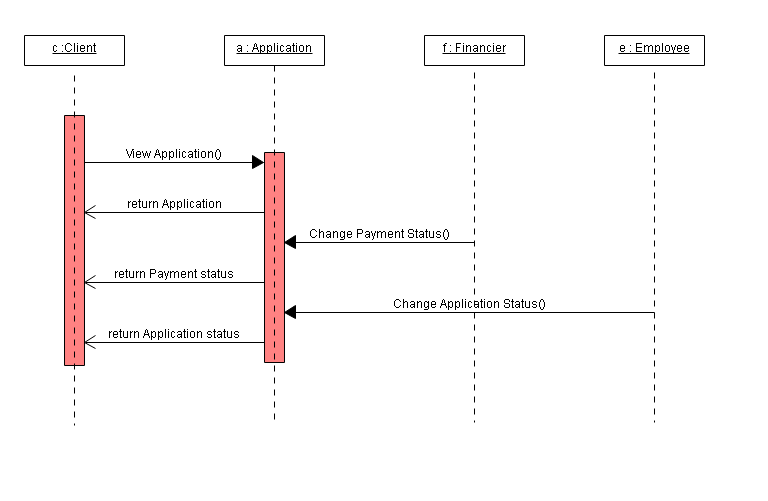 c :Client
a : Application
f : Financier
e : Employee
View Application()
return Application
Change Payment Status()
return Payment status
Change Application Status()
return Application status